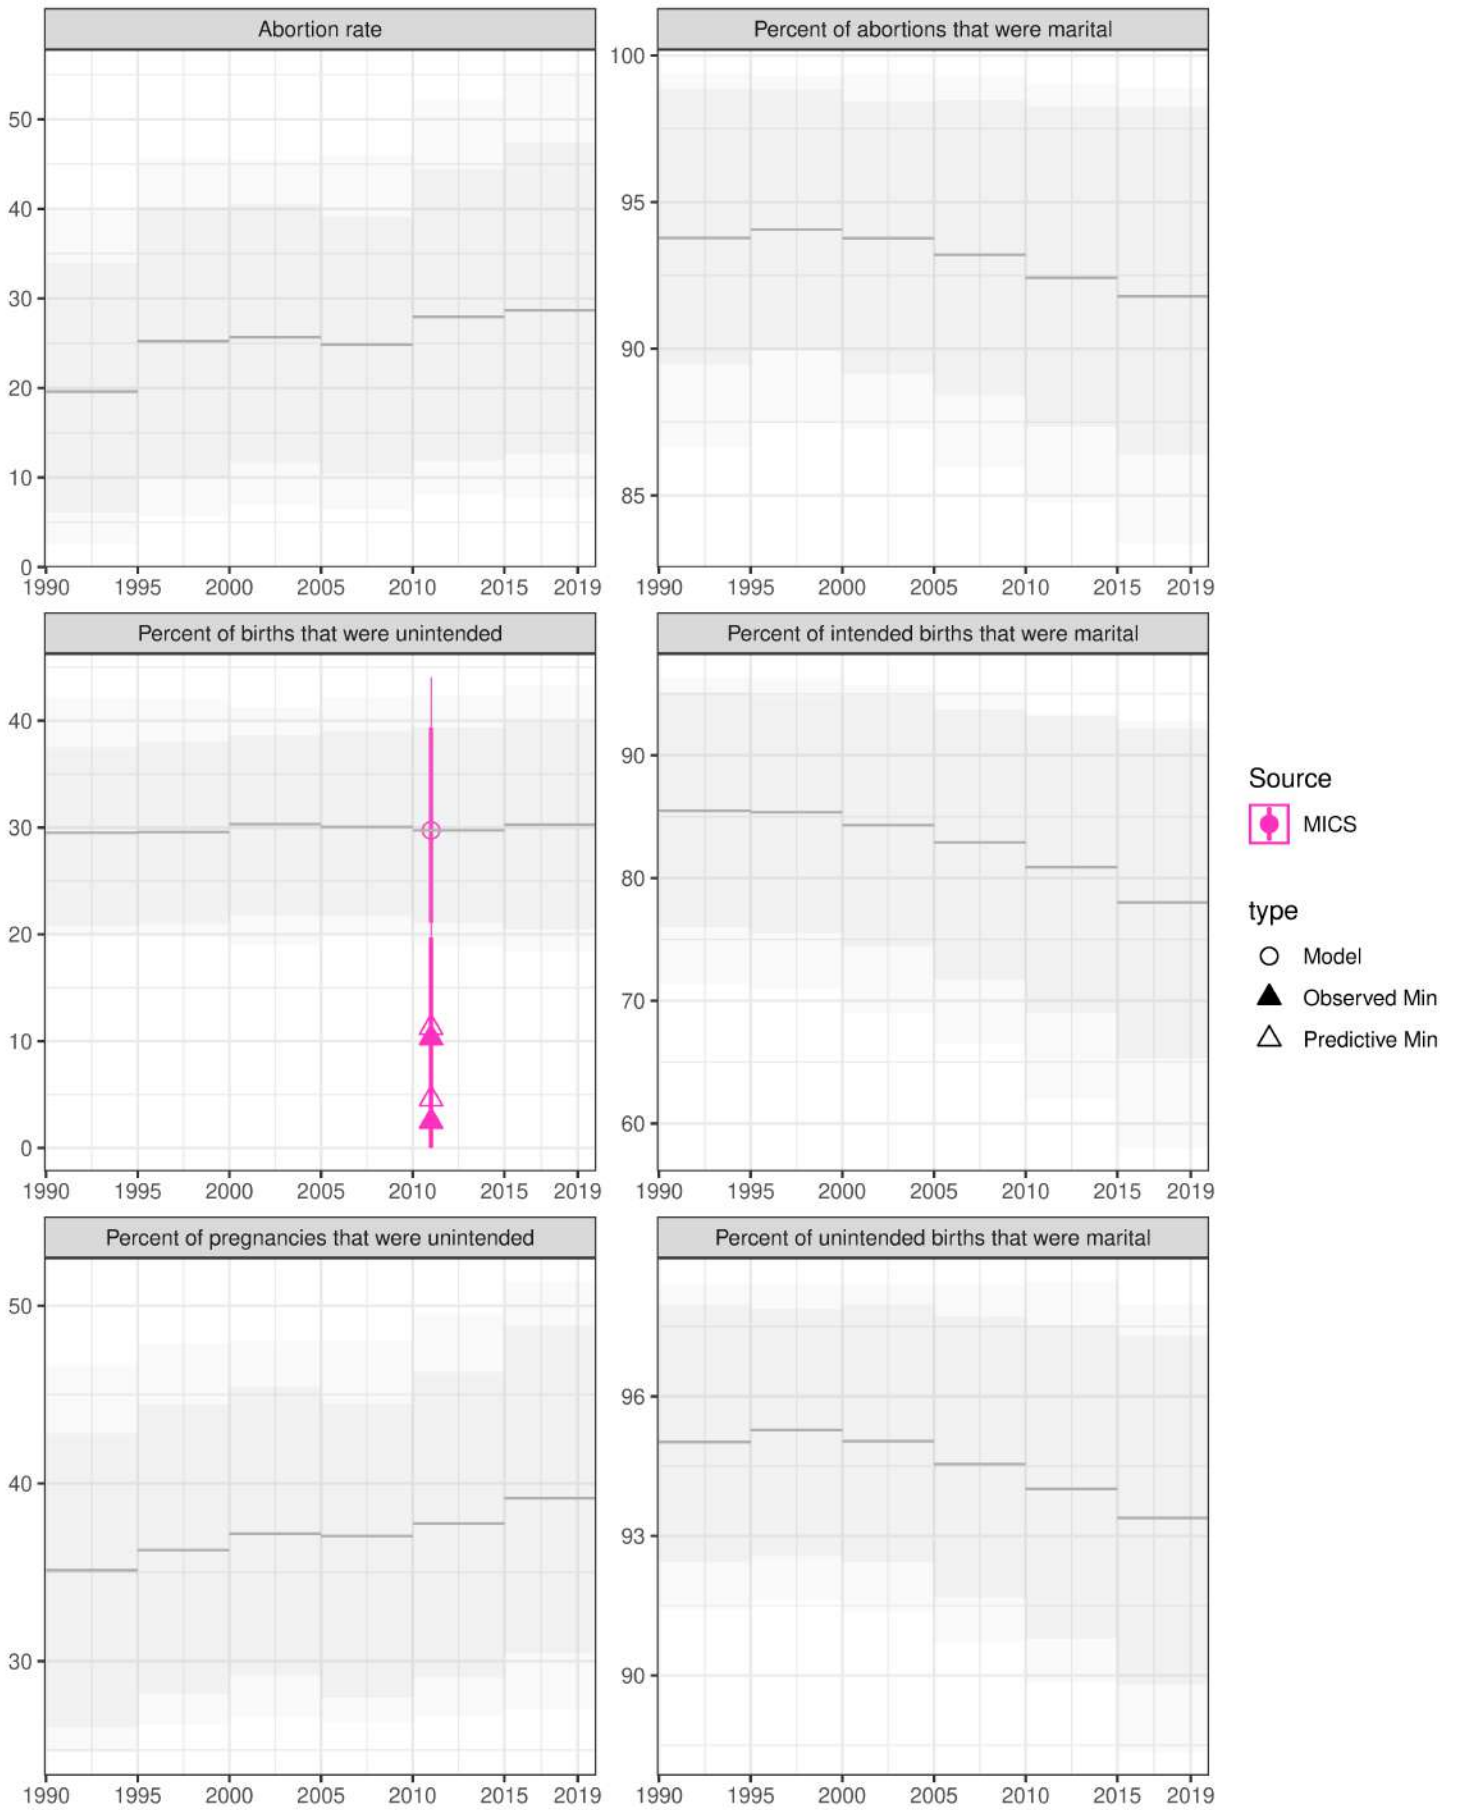 Abortion rate
50
40
30
20
10
0
1990 1995 2000 2005 2010 2015 2019
Percent of abortions that were marital
100
95
90
85
1990 1995 2000 2005 2010 2015 2019
Percent of births that were unintended
40
30
20
10
0
1990 1995 2000 2005 2010 2015 2019
Percent of intended births that were marital
90
80
70
60
1990 1995 2000 2005 2010 2015 2019
Percent of pregnancies that were unintended
50
40
30
1990 1995 2000 2005 2010 2015 2019
Percent of unintended births that were marital
96
93
90
1990 1995 2000 2005 2010 2015 2019
Source
MICS
type
Model
Observed Min
Predictive Min